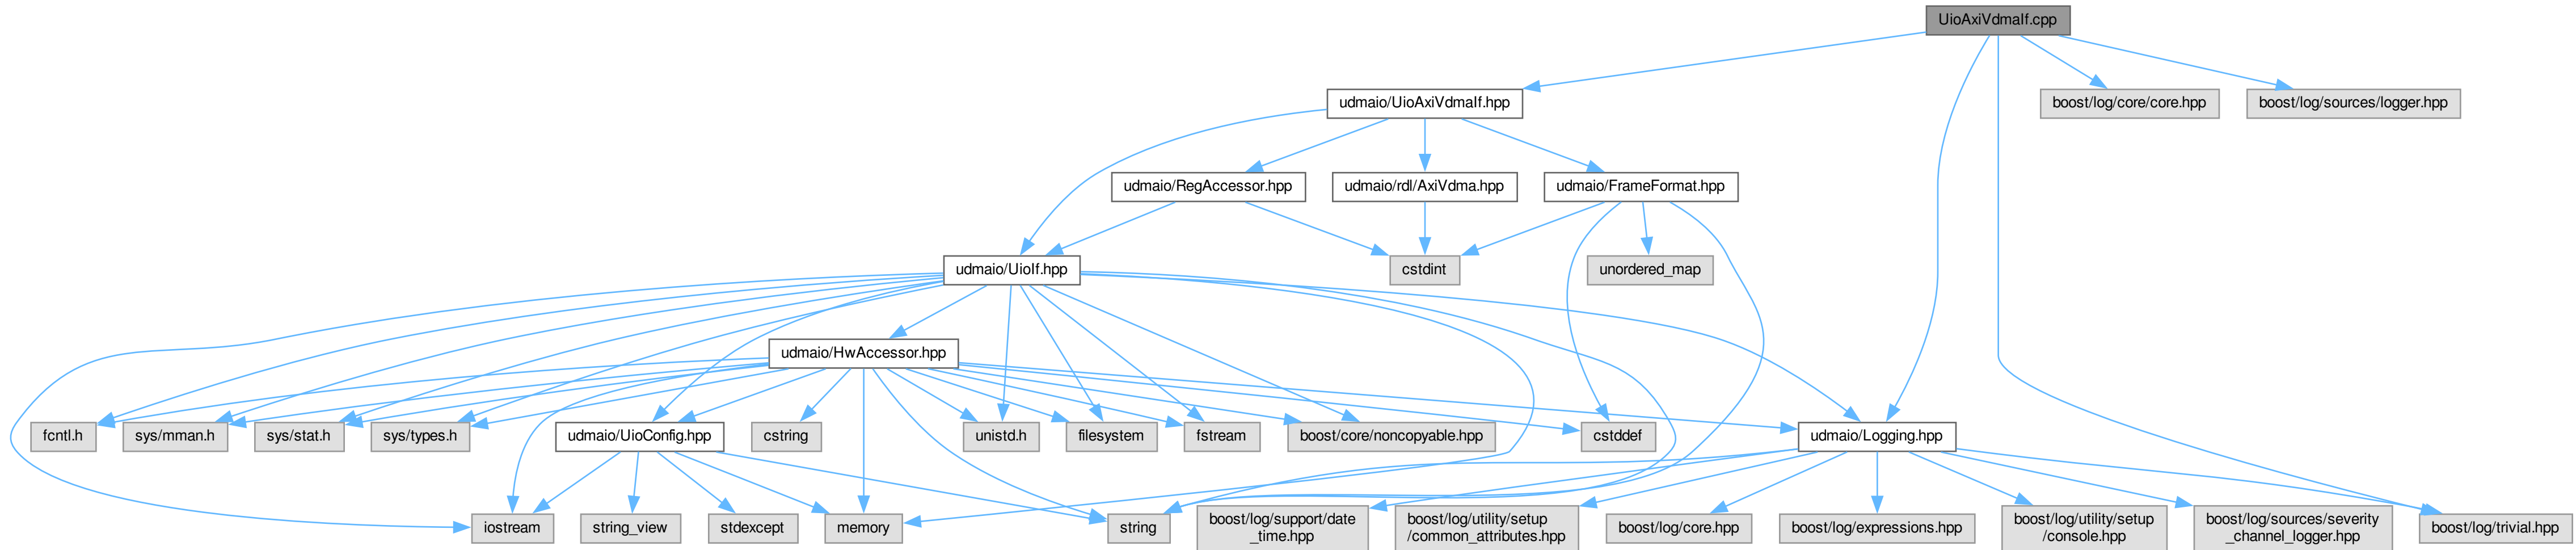 UioAxiVdmaIf.cpp
udmaio/UioAxiVdmaIf.hpp
boost/log/core/core.hpp
boost/log/sources/logger.hpp
udmaio/RegAccessor.hpp
udmaio/rdl/AxiVdma.hpp
udmaio/FrameFormat.hpp
udmaio/UioIf.hpp
cstdint
unordered_map
udmaio/HwAccessor.hpp
fcntl.h
sys/mman.h
sys/stat.h
sys/types.h
udmaio/UioConfig.hpp
cstring
unistd.h
filesystem
fstream
boost/core/noncopyable.hpp
cstddef
udmaio/Logging.hpp
iostream
string_view
stdexcept
memory
string
boost/log/support/date
_time.hpp
boost/log/utility/setup
/common_attributes.hpp
boost/log/core.hpp
boost/log/expressions.hpp
boost/log/utility/setup
/console.hpp
boost/log/sources/severity
_channel_logger.hpp
boost/log/trivial.hpp